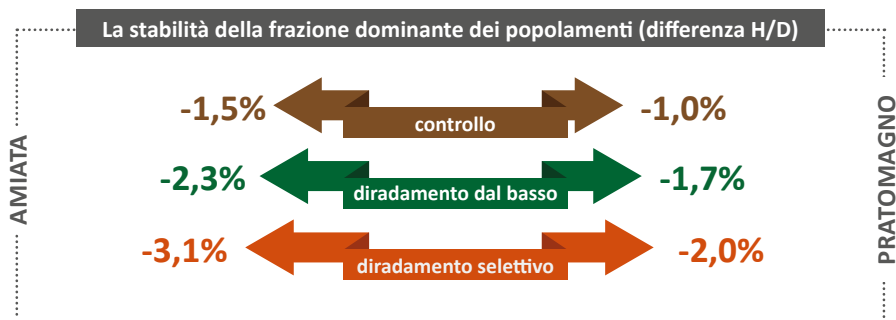 La stabilità della frazione dominante dei popolamenti (differenza H/D)
AMIATA
-1,5%
controllo
-1,0%
-2,3%
diradamento dal basso
-1,7%
-3,1%
diradamento selettivo
-2,0%
PRATOMAGNO